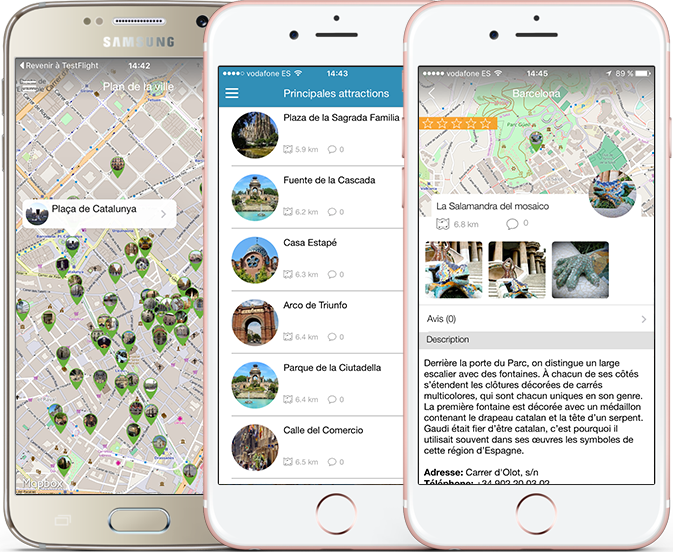 SAMSUNG
Revenir à TestFlight
14:42
Plan de la ville
Plaça de Catalunya
Mapbox
vodafone ES
14:43
Principales attractions
Plaza de la Sagrada Familia
5.9 km
0
Fuente de la Cascada
6.2 km
0
Casa Estapé
6.3 km
0
Arco de Triunfo
6.4 km
0
Parque de la Ciutadella
6.4 km
0
Calle del Comercio
6.5 km
0
vodafone ES
14:45
89 %
Barcelona
Parc Güell
La Salamandra del mosaico
6.8 km
0
Avis (0)
Description
Derrière la porte du Parc, on distingue un large
escalier avec des fontaines. À chacun de ses côtés
s'étendent les clôtures décorées de carrés
multicolores, qui sont chacun uniques en son genre.
La première fontaine est décorée avec un médaillon
contenant le drapeau catalan et la tête d'un serpent.
Gaudi était fier d'être catalan, c'est pourquoi il
utilisait souvent dans ses œuvres les symboles de
cette région d'Espagne.
Adresse: Carrer d'Olot, s/n
Téléphone: +34 902 20 03 02